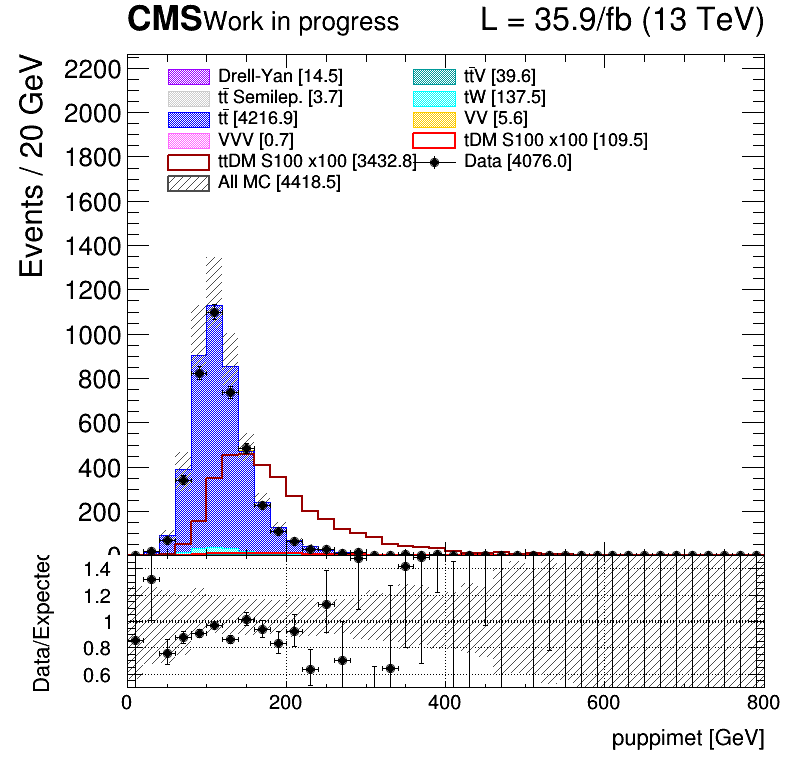 CMS Work in progress L = 35.9/fb (13 TeV)
Events / 20 GeV
2200
2000
1800
1600
1400
1200
1000
800
600
400
200
0
Drell-Yan [14.5] tt̄V [39.6]
tt̄ Semilep. [3.7] tW [137.5]
tt̄ [4216.9] VV [5.6]
VVV [0.7] tDM S100 x100 [109.5]
ttDM S100 x100 [3432.8] Data [4076.0]
All MC [4418.5]
Data/Expected
1.4
1.2
1
0.8
0.6
0 200 400 600 800
puppimet [GeV]